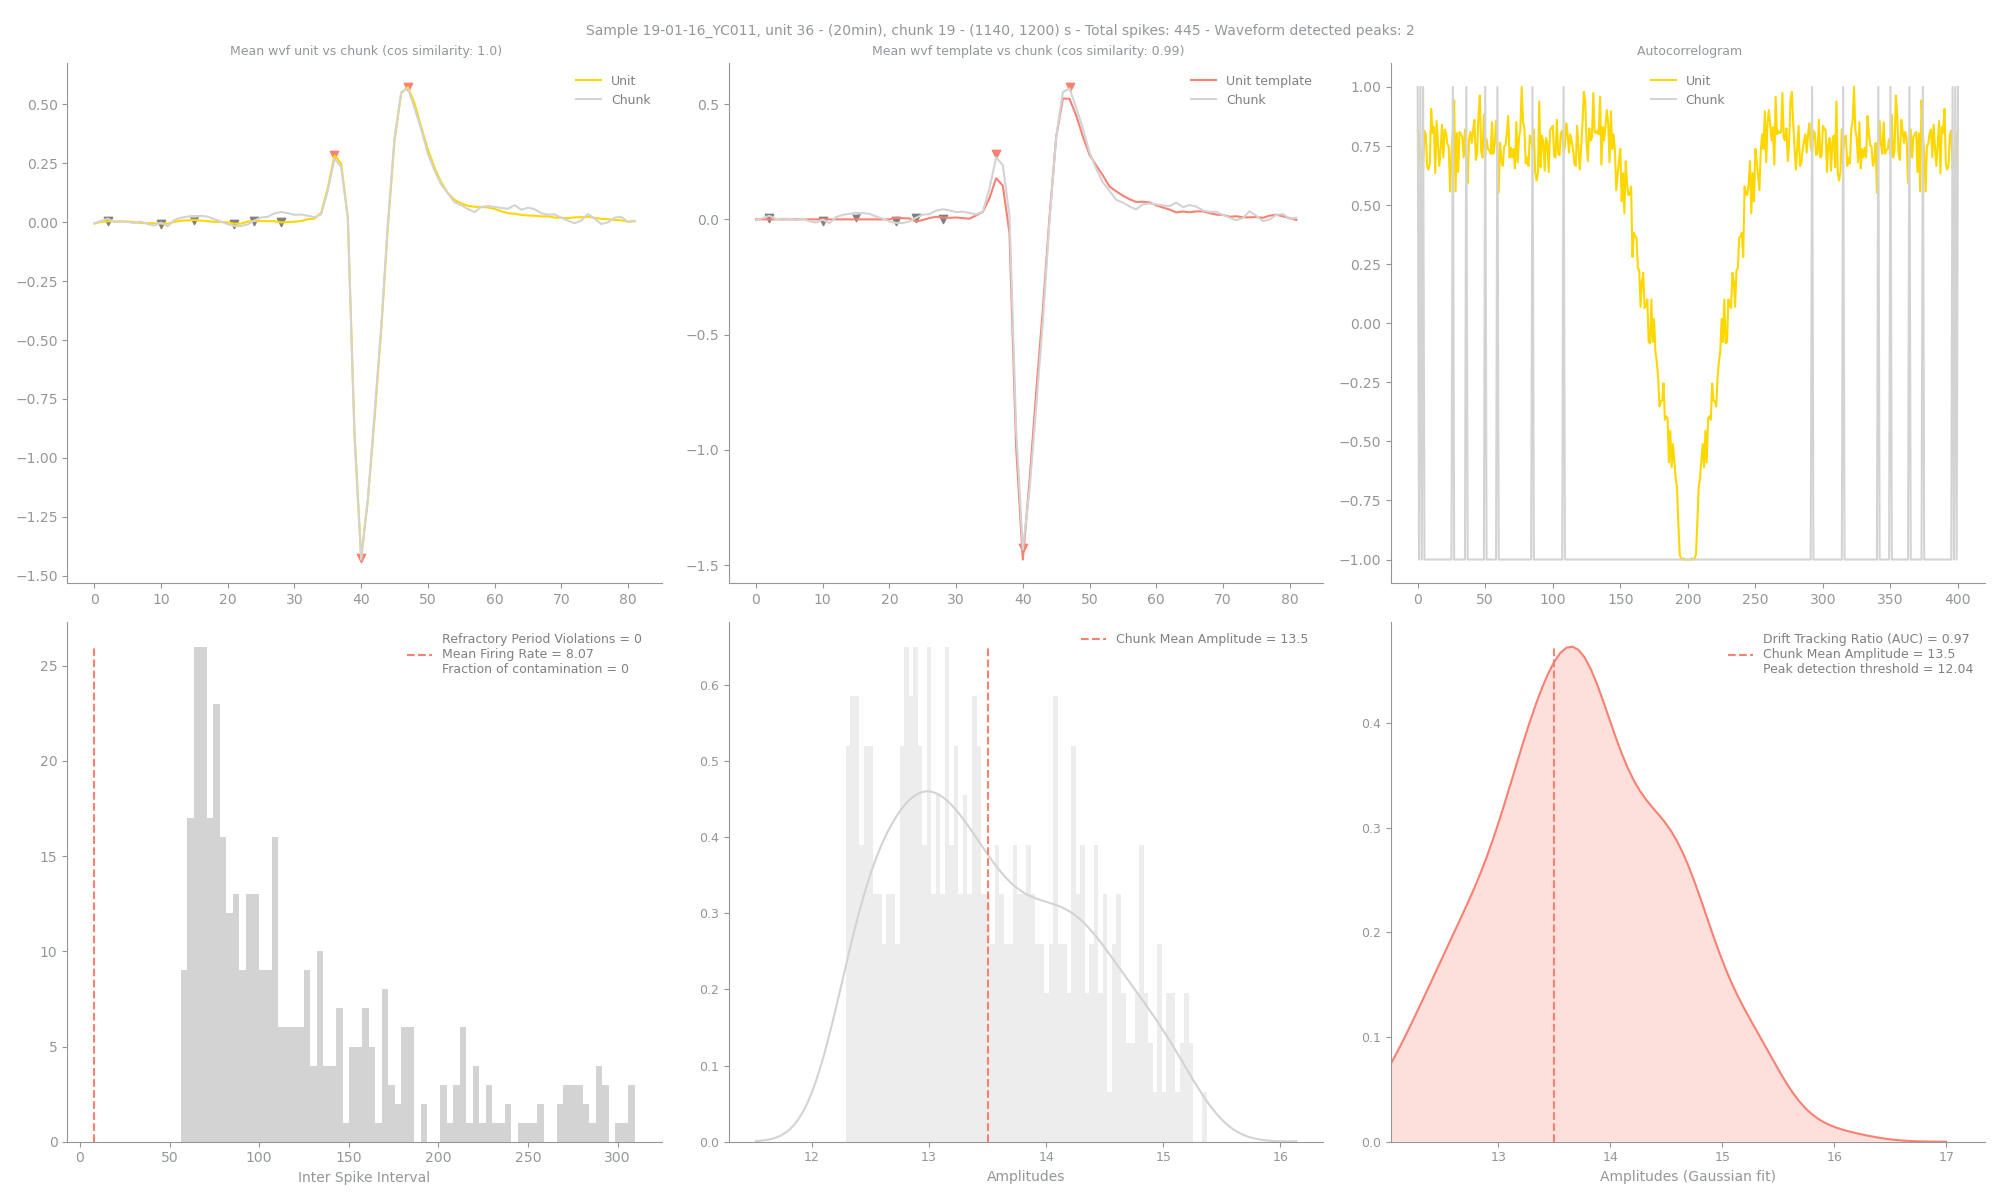 Sample 19-01-16_YC011, unit 36 - (20min), chunk 19 - (1140, 1200) s - Total spikes: 445 - Waveform detected peaks: 2
Mean wvf unit vs chunk (cos similarity: 1.0)
Unit
Chunk
0.50
0.25
0.00
−0.25
−0.50
−0.75
−1.00
−1.25
−1.50
0 10 20 30 40 50 60 70 80
Mean wvf template vs chunk (cos similarity: 0.99)
Unit template
Chunk
0.5
0.0
−0.5
−1.0
−1.5
0 10 20 30 40 50 60 70 80
Autocorrelogram
Unit
Chunk
1.00
0.75
0.50
0.25
0.00
−0.25
−0.50
−0.75
−1.00
0 50 100 150 200 250 300 350 400
Refractory Period Violations = 0
Mean Firing Rate = 8.07
Fraction of contamination = 0
25
20
15
10
5
0
0 50 100 150 200 250 300
Inter Spike Interval
Chunk Mean Amplitude = 13.5
0.6
0.5
0.4
0.3
0.2
0.1
0.0
12 13 14 15 16
Amplitudes
Drift Tracking Ratio (AUC) = 0.97
Chunk Mean Amplitude = 13.5
Peak detection threshold = 12.04
0.4
0.3
0.2
0.1
0.0
13 14 15 16 17
Amplitudes (Gaussian fit)